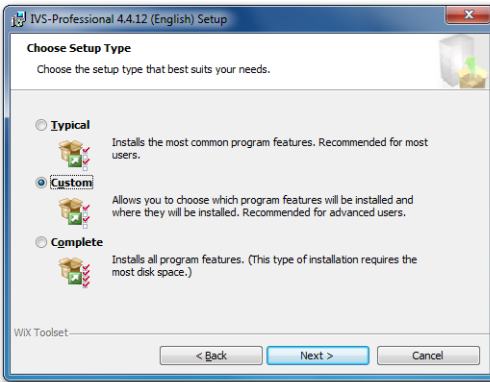 IVS-Professional 4.4.12 (English) Setup
Choose Setup Type
Choose the setup type that best suits your needs.
Typical
Installs the most common program features. Recommended for most
users.
Custom
Allows you to choose which program features will be installed and
where they will be installed. Recommended for advanced users.
Complete
Installs all program features. (This type of installation requires the
most disk space.)
WiX Toolset
< Back Next > Cancel